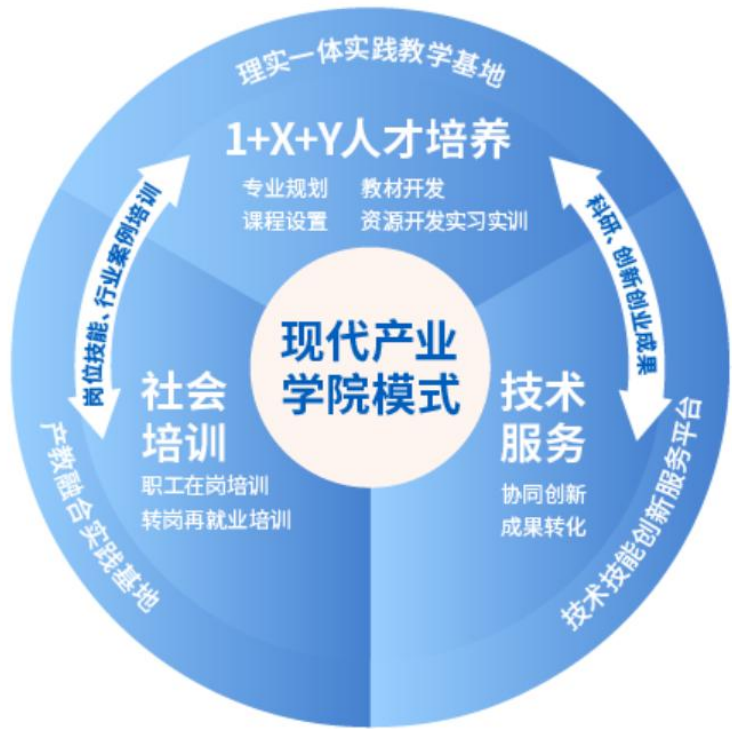 理实一体实践教学基地
1+X+Y人才培养
专业规划 教材开发
课程设置 资源开发实习实训
岗位技能、行业案例培训
科研、创新创业成果
现代产业
学院模式
社会
培训
职工在岗培训
转岗再就业培训
技术
服务
协同创新
成果转化
产教融合实践基地
技术技能创新服务平台